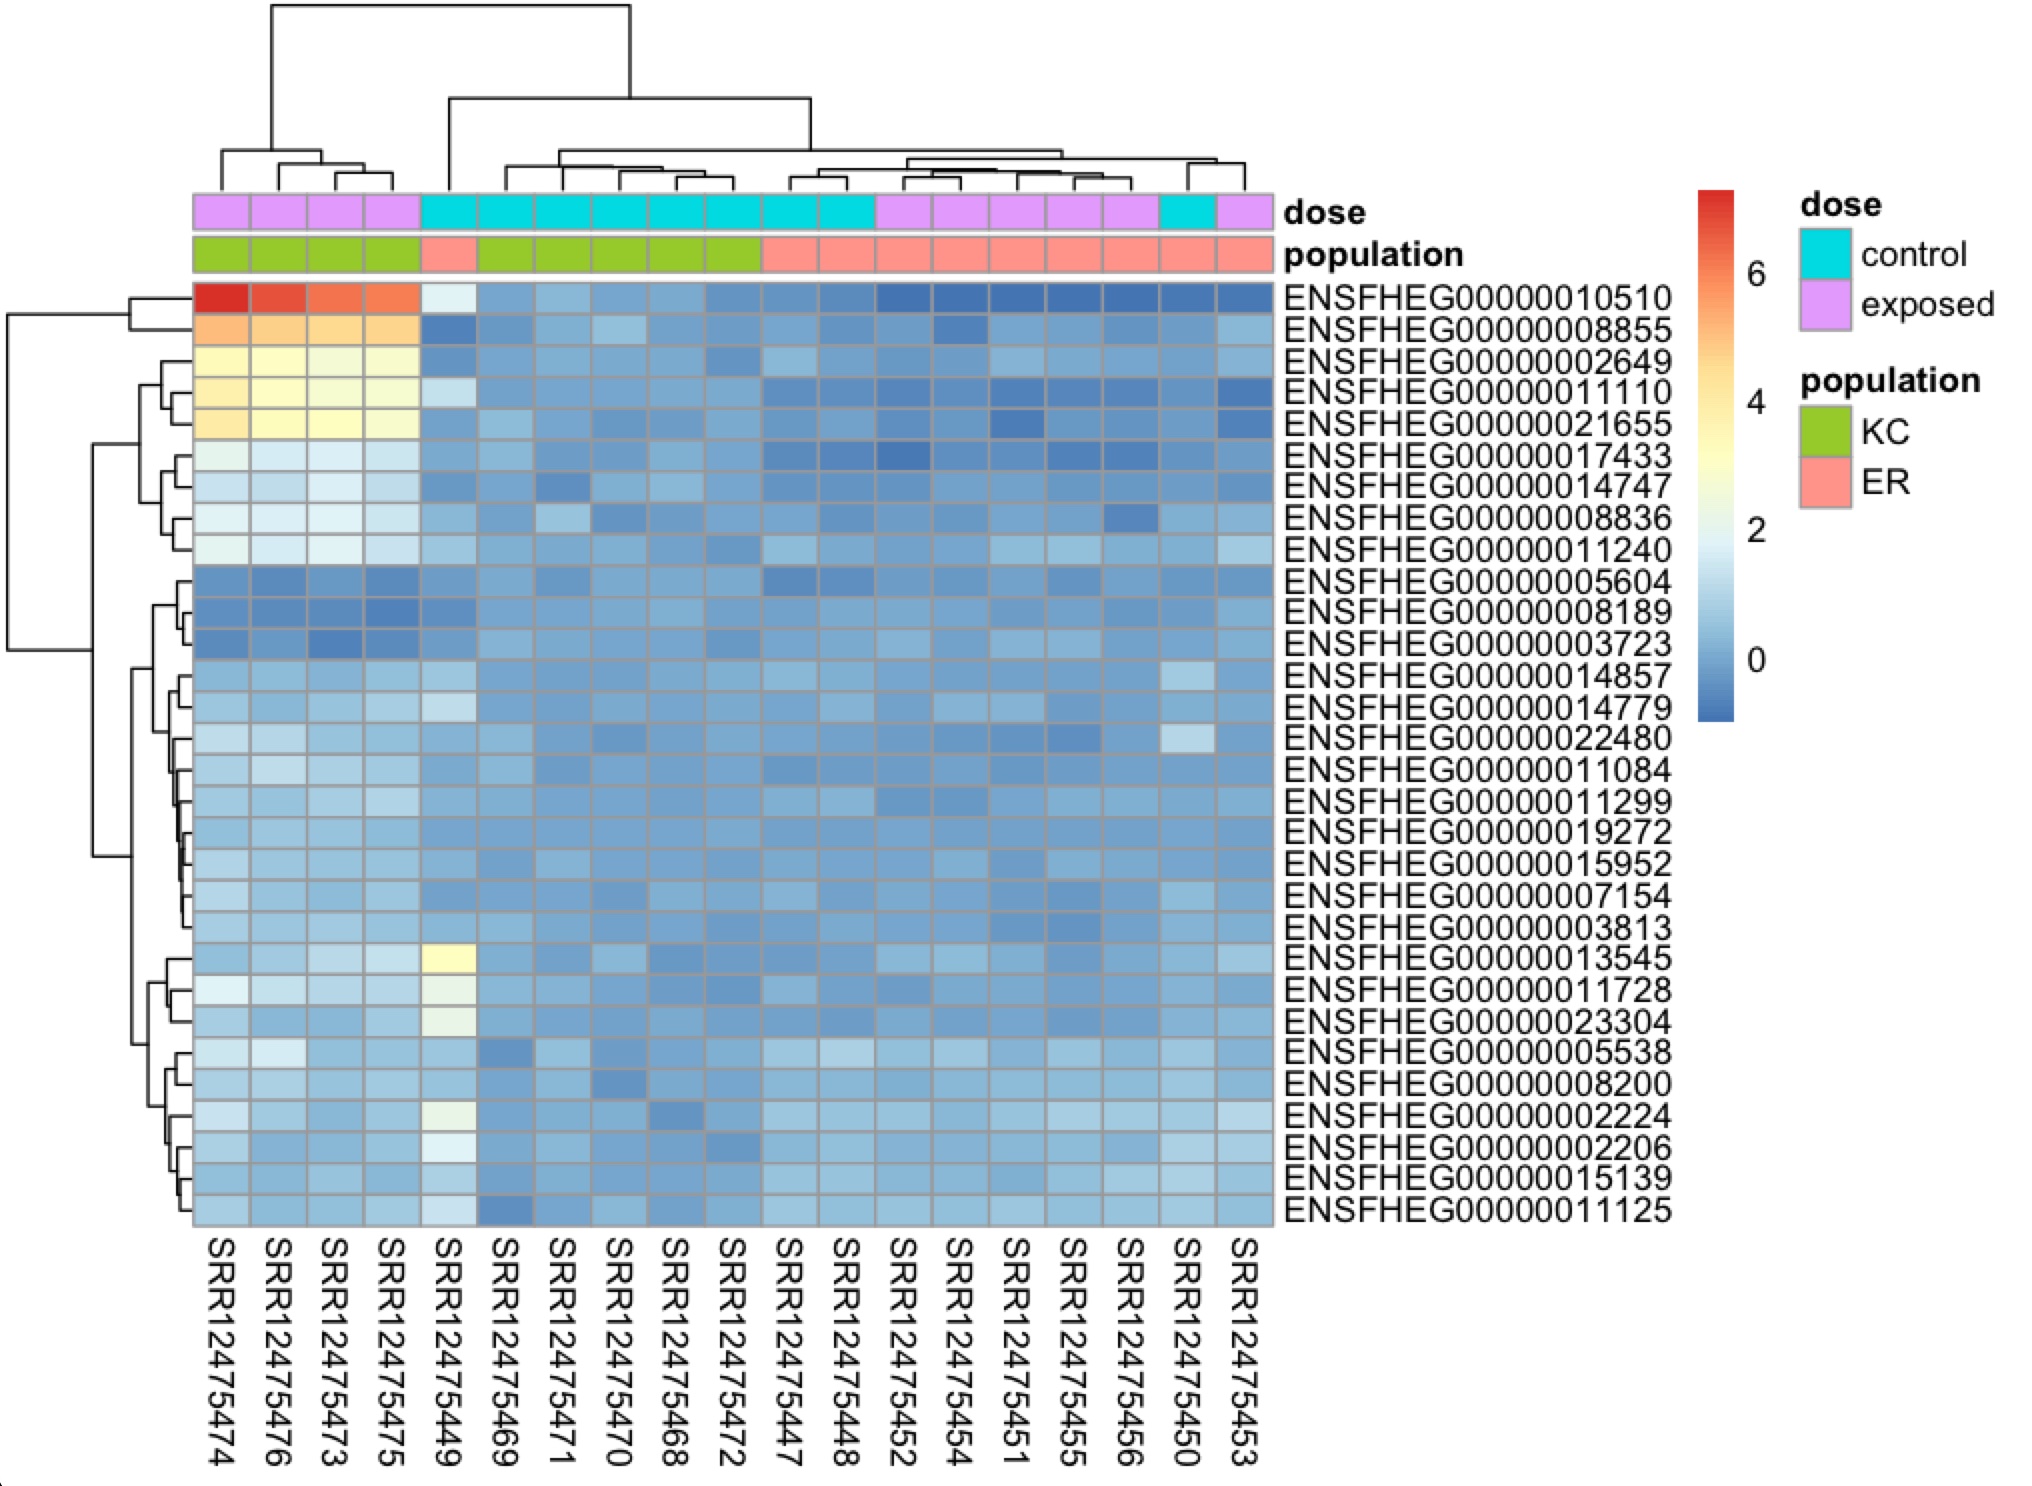 dose
population
ENSFHEG00000010510
ENSFHEG00000008855
ENSFHEG00000002649
ENSFHEG00000011110
ENSFHEG00000021655
ENSFHEG00000017433
ENSFHEG00000014747
ENSFHEG00000008836
ENSFHEG00000011240
ENSFHEG00000005604
ENSFHEG00000008189
ENSFHEG00000003723
ENSFHEG00000014857
ENSFHEG00000014779
ENSFHEG00000022480
ENSFHEG00000011084
ENSFHEG00000011299
ENSFHEG00000019272
ENSFHEG00000015952
ENSFHEG00000007154
ENSFHEG00000003813
ENSFHEG00000013545
ENSFHEG00000011728
ENSFHEG00000023304
ENSFHEG00000005538
ENSFHEG00000008200
ENSFHEG00000002224
ENSFHEG00000002206
ENSFHEG00000015139
ENSFHEG00000011125
SRR12475474
SRR12475476
SRR12475473
SRR12475475
SRR12475449
SRR12475469
SRR12475471
SRR12475470
SRR12475468
SRR12475472
SRR12475447
SRR12475448
SRR12475452
SRR12475454
SRR12475451
SRR12475455
SRR12475456
SRR12475450
SRR12475453
6
4
2
0
dose
control
exposed
population
KC
ER